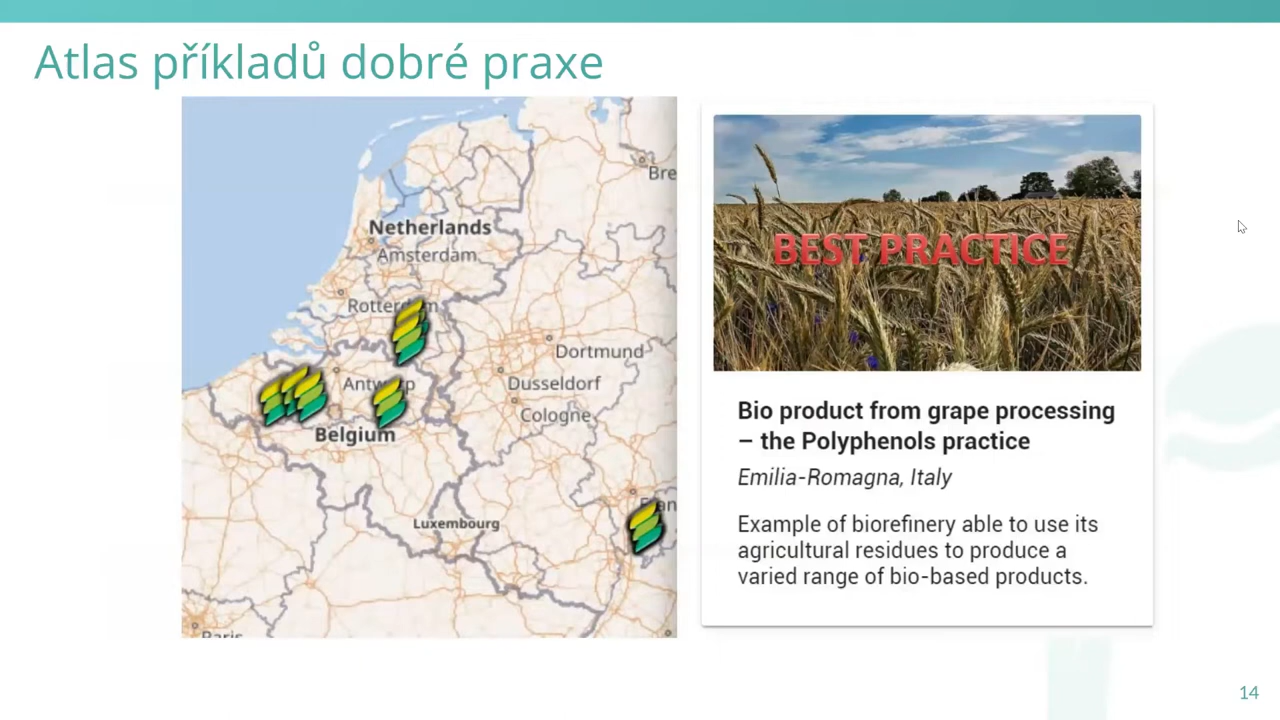 Atlas příkladů dobré praxe
Bre
Netherlands
Amsterdam
Rotterdam
Dortmund
Antwerp
Dusseldorf
Cologne
Belgium
Luxembourg
Paris
BEST PRACTICE
Bio product from grape processing
– the Polyphenols practice
Emilia-Romagna, Italy
Example of biorefinery able to use its
agricultural residues to produce a
varied range of bio-based products.
14